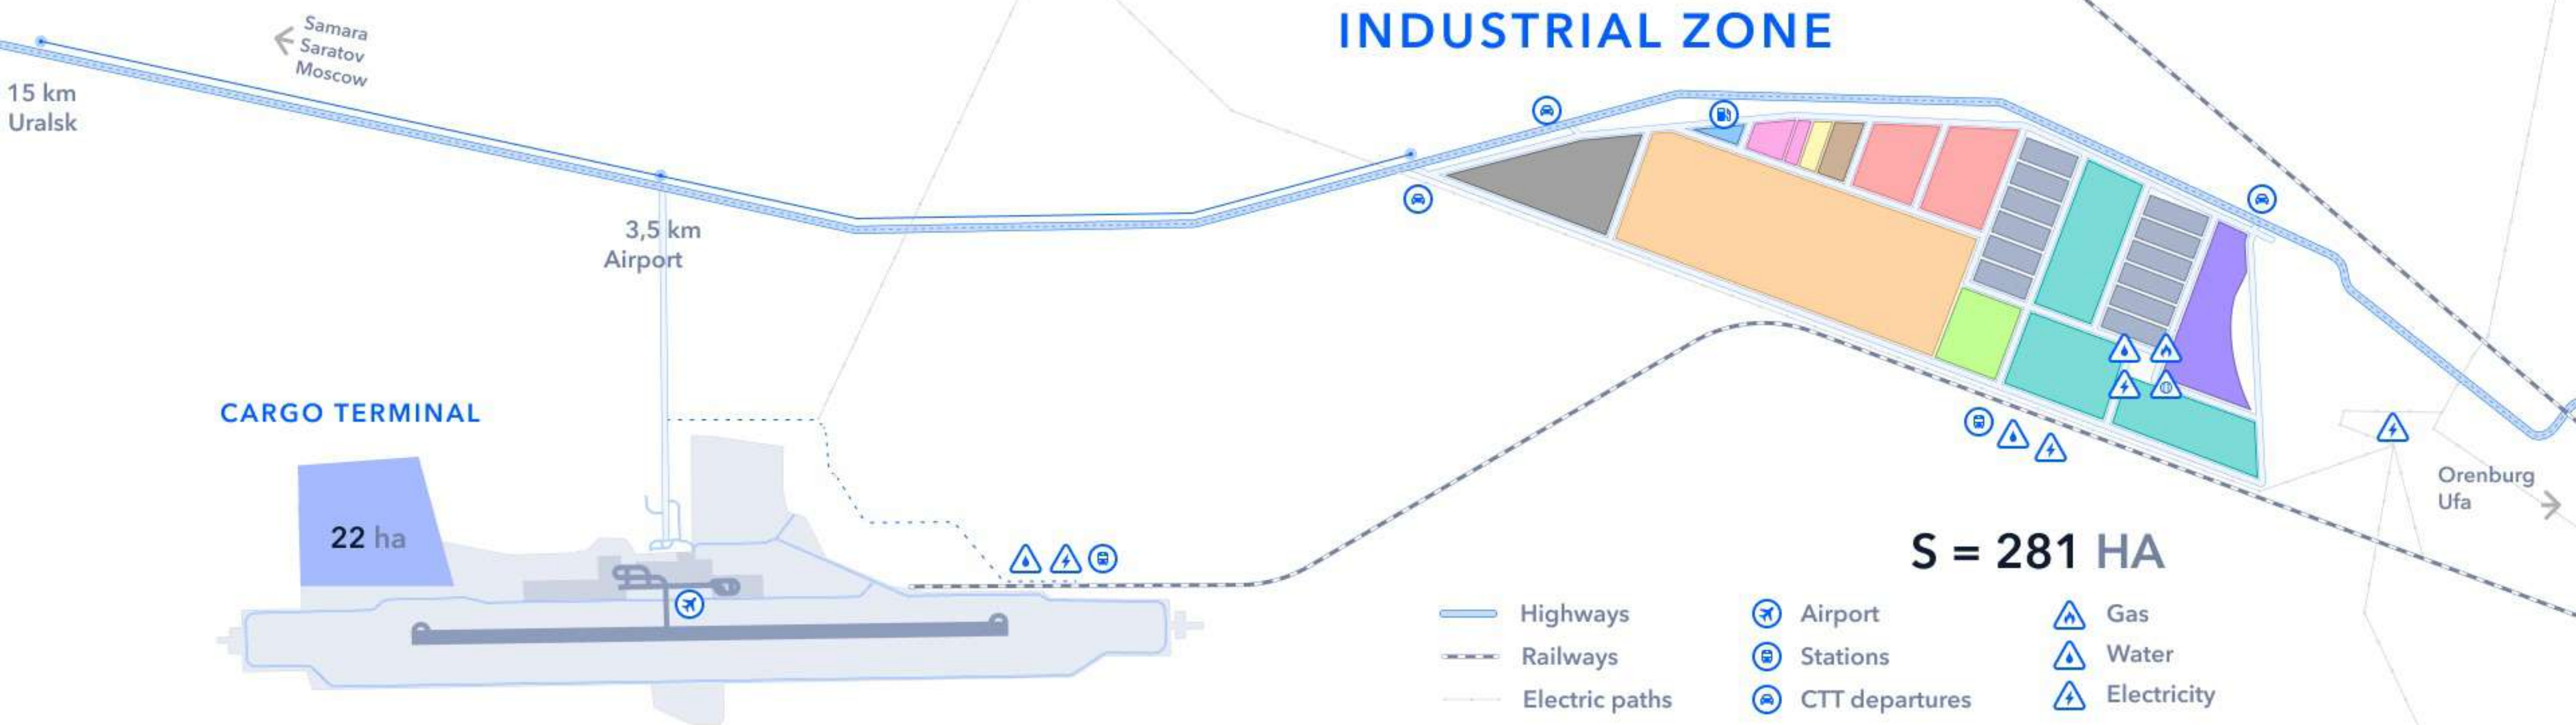 INDUSTRIAL ZONE
Samara
Saratov
Moscow
15 km
Uralsk
3,5 km
Airport
CARGO TERMINAL
22 ha
Orenburg
Ufa
S = 281 HA
Highways
Airport
Gas
Railways
Stations
Water
Electric paths
CTT departures
Electricity